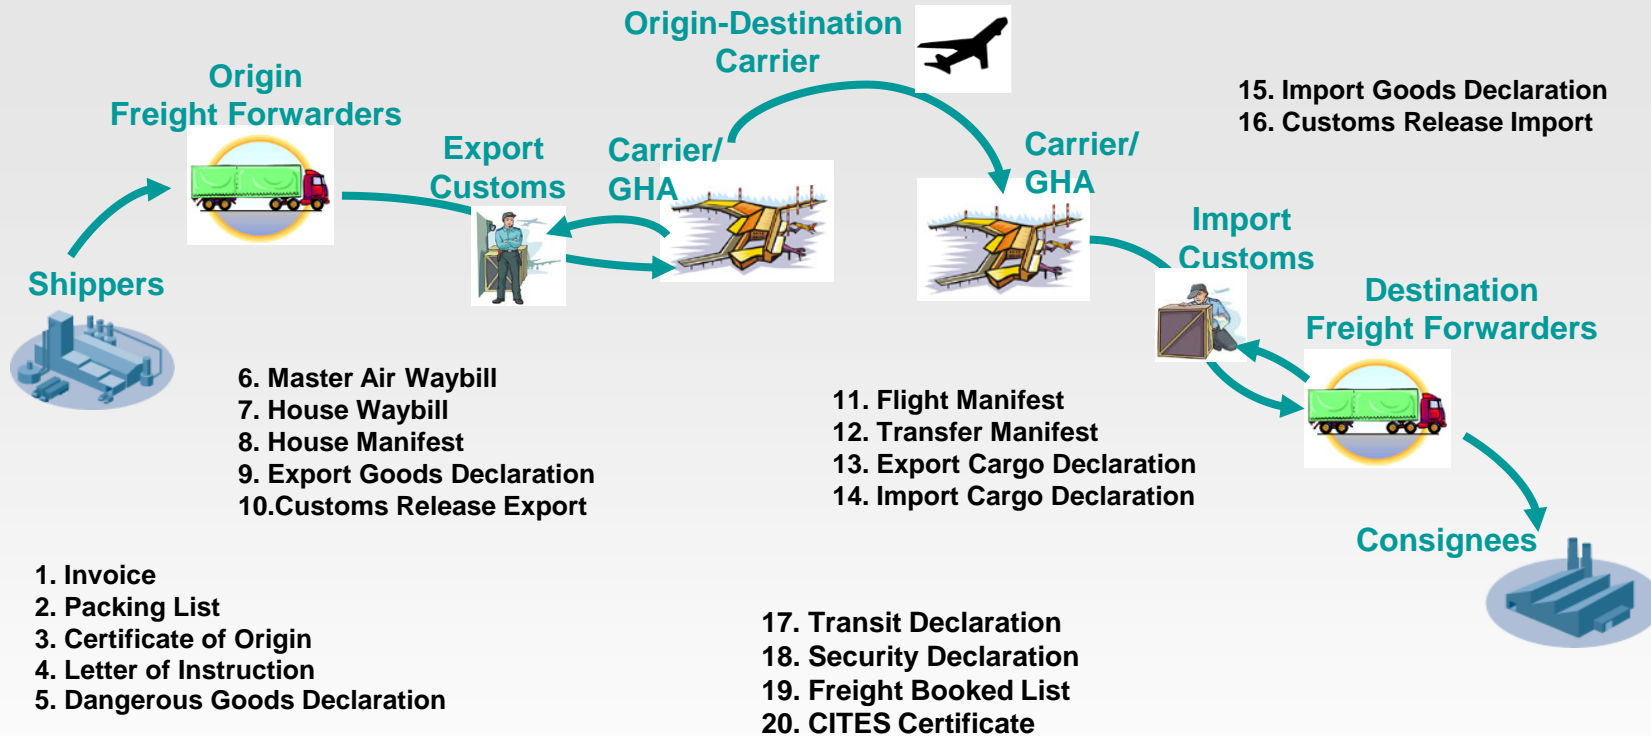 Origin-Destination
Carrier
Origin
Freight Forwarders
15. Import Goods Declaration
16. Customs Release Import
Export
Customs
Carrier/
GHA
Carrier/
GHA
Import
Customs
Shippers
Destination
Freight Forwarders
6. Master Air Waybill
7. House Waybill
8. House Manifest
9. Export Goods Declaration
10.Customs Release Export
11. Flight Manifest
12. Transfer Manifest
13. Export Cargo Declaration
14. Import Cargo Declaration
Consignees
1. Invoice
2. Packing List
3. Certificate of Origin
4. Letter of Instruction
5. Dangerous Goods Declaration
17. Transit Declaration
18. Security Declaration
19. Freight Booked List
20. CITES Certificate